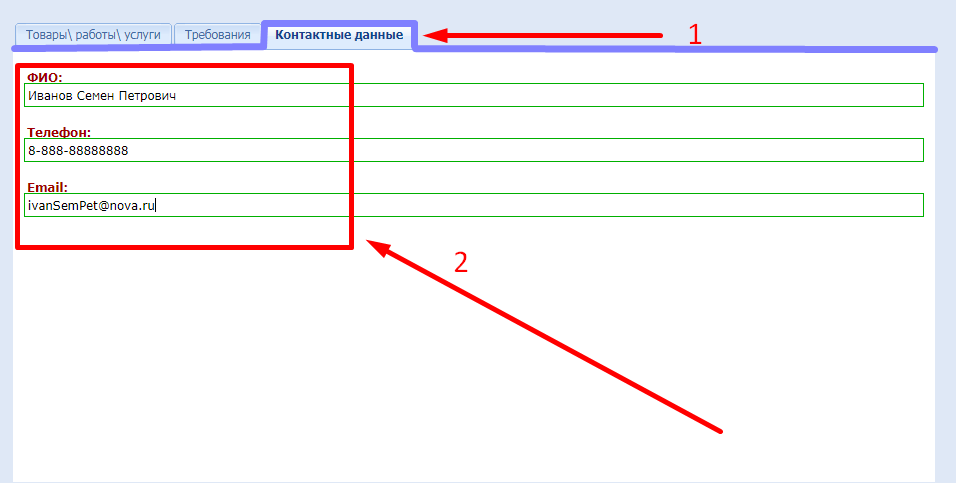 Товары\ работы\ услуги Требования Контактные данные 1
ФИО:
Иванов Семен Петрович
Телефон:
8-888-88888888
Email:
ivanSemPet@nova.ru
2